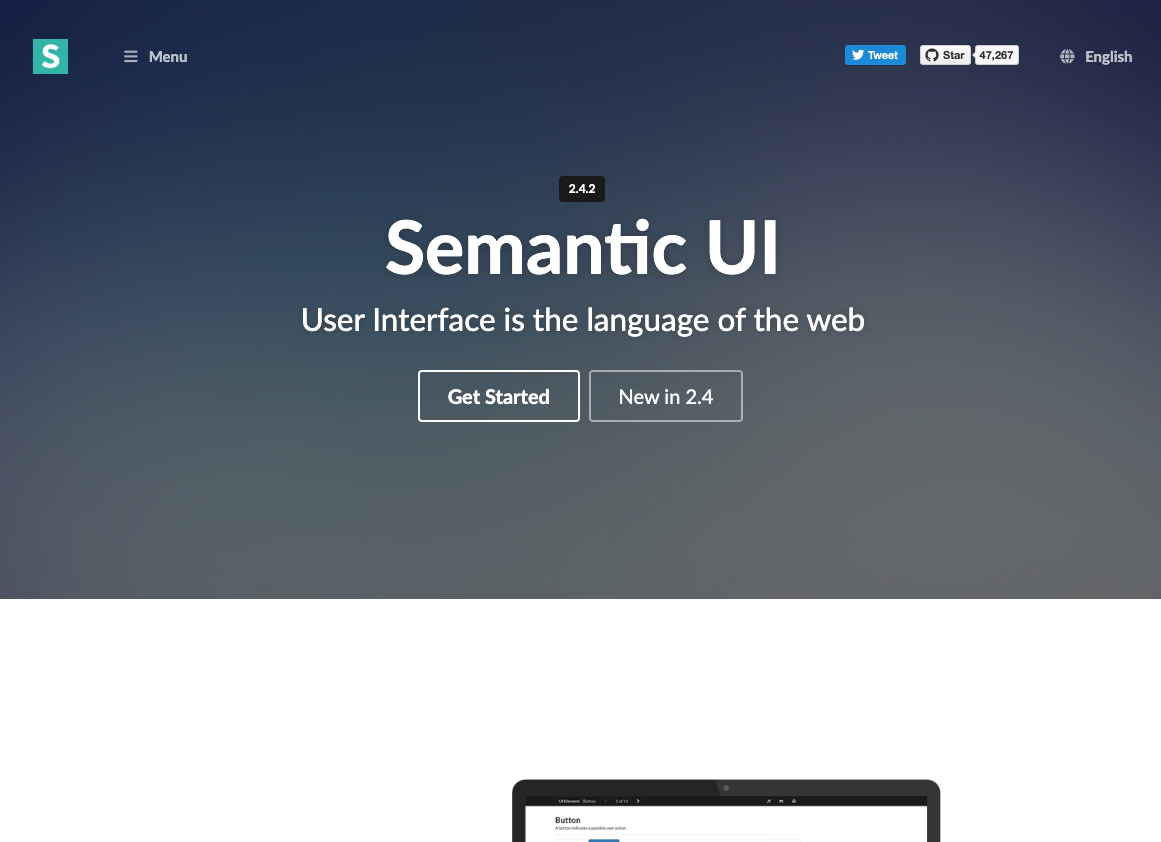 S
Menu
Tweet
Star
47,267
English
2.4.2
Semantic UI
User Interface is the language of the web
Get Started
New in 2.4
UI Element Button
1 of 14
Button
A button indicates a possible user action